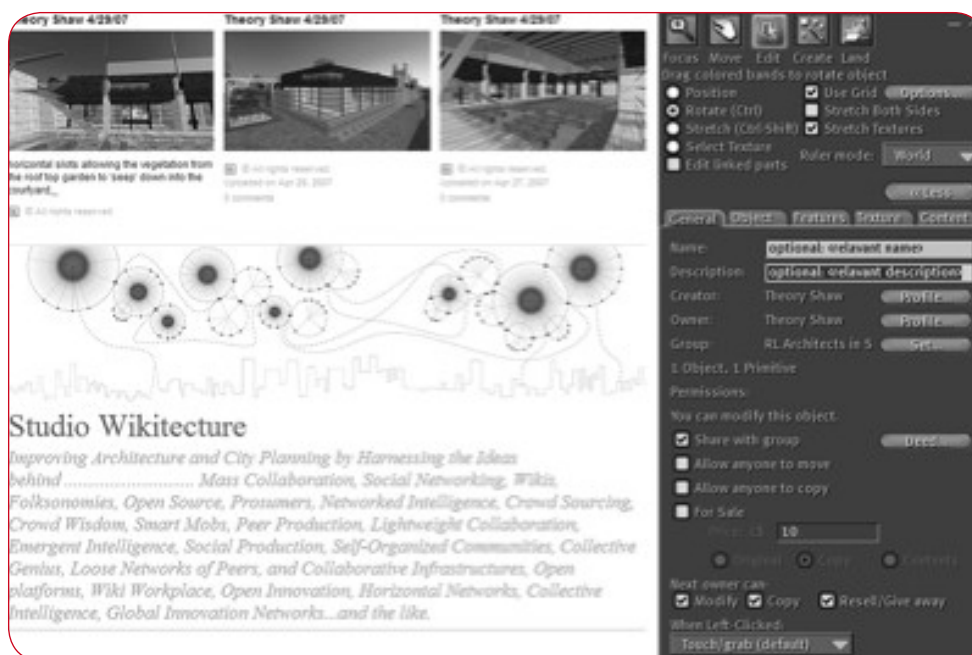 Theory Shaw 4/29/07
Theory Shaw 4/29/07
Theory Shaw 4/29/07
horizontal slots allowing the vegetation from
the roof top garden to 'seep' down into the
courtyard...
© All rights reserved.
© All rights reserved.
Uploaded on Apr 28, 2007
0 comments
© All rights reserved.
Uploaded on Apr 27, 2007
0 comments
Studio Wikitecture
Improving Architecture and City Planning by Harnessing the Ideas
behind ........................... Mass Collaboration, Social Networking, Wikis,
Folksonomies, Open Source, Prosumers, Networked Intelligence, Crowd Sourcing,
Crowd Wisdom, Smart Mobs, Peer Production, Lightweight Collaboration,
Emergent Intelligence, Social Production, Self-Organized Communities, Collective
Genius, Loose Networks of Peers, and Collaborative Infrastructures, Open
platforms, Wiki Workplace, Open Innovation, Horizontal Networks, Collective
Intelligence, Global Innovation Networks...and the like.
Focus Move Edit Create Land
Drag colored bands to rotate object
Position Use Grid Options...
Rotate (Ctrl) Stretch Both Sides
Stretch (Ctrl-Shift) Stretch Textures
Select Texture
Edit linked parts Ruler mode: World
<< Less
General Object Features Texture Content
Name: optional: <relavant name>
Description: optional: <relavant description>
Creator: Theory Shaw Profile...
Owner: Theory Shaw Profile...
Group: RL Architects in S Set...
1 Object, 1 Primitive
Permissions:
You can modify this object.
Share with group Deed...
Allow anyone to move
Allow anyone to copy
For Sale
Price: L$ 10
Original Copy Contents
Next owner can:
Modify Copy Resell/Give away
When Left-Clicked:
Touch/grab (default)